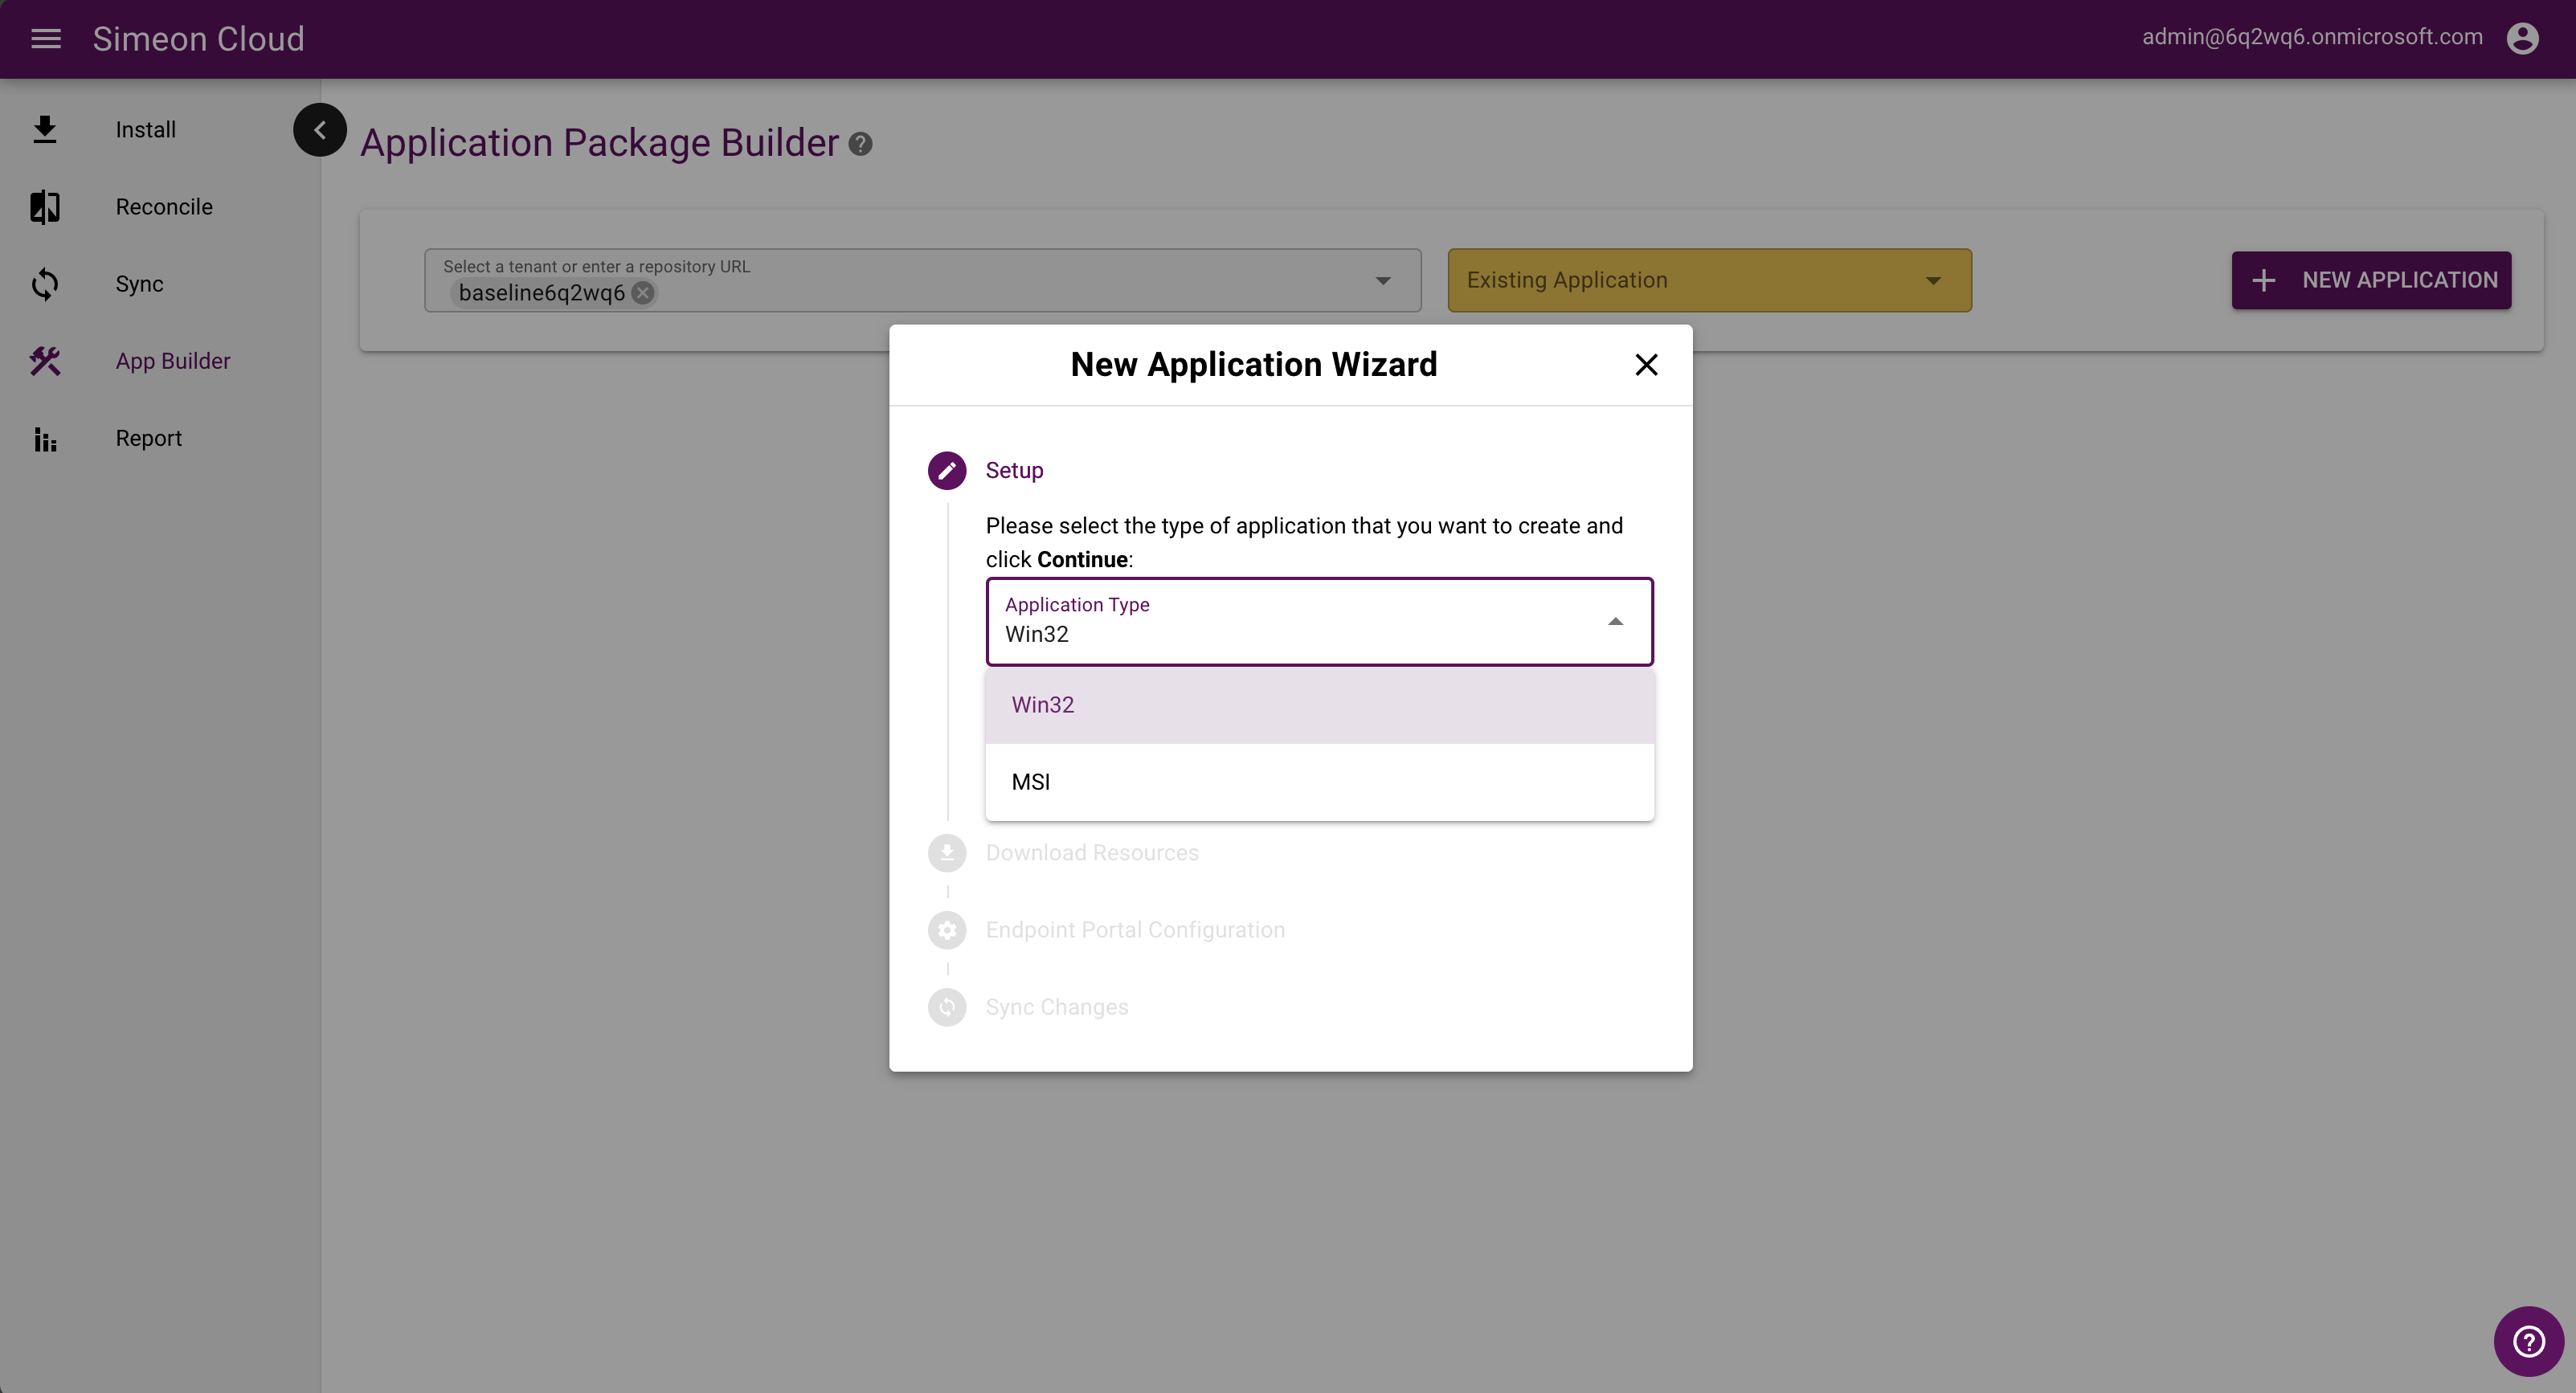 Simeon Cloud
admin@6q2wq6.onmicrosoft.com
Install
Reconcile
Sync
App Builder
Report
Application Package Builder
Select a tenant or enter a repository URL
baseline6q2wq6
Existing Application
NEW APPLICATION
New Application Wizard
Setup
Please select the type of application that you want to create and
click Continue:
Application Type
Win32
Win32
MSI
Download Resources
Endpoint Portal Configuration
Sync Changes